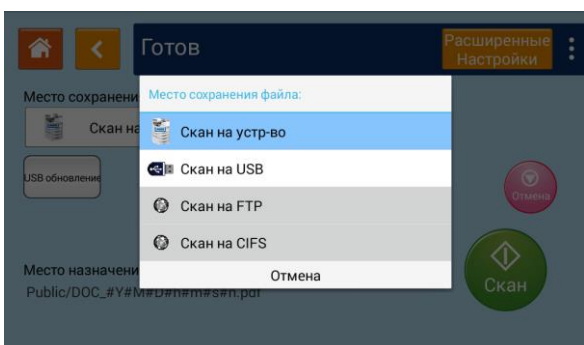 Готов
Расширенные
Настройки
Место сохранени
Место сохранения файла:
Скан на
Скан на устр-во
USB обновление
Скан на USB
Отмена
Скан на FTP
Скан на CIFS
Место назначени
Отмена
Скан
Public/DOC_#Y#M#D#h#m#s#n.pdf